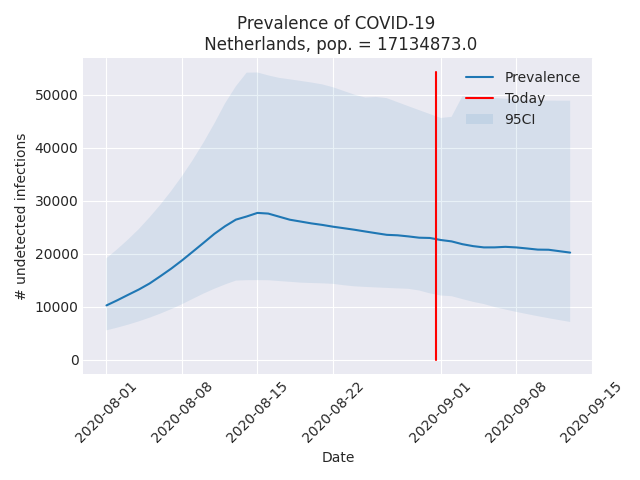 Prevalence of COVID-19
Netherlands, pop. = 17134873.0
Prevalence
Today
95CI
# undetected infections
50000
40000
30000
20000
10000
0
2020-08-01
2020-08-08
2020-08-15
2020-08-22
2020-09-01
2020-09-08
2020-09-15
Date